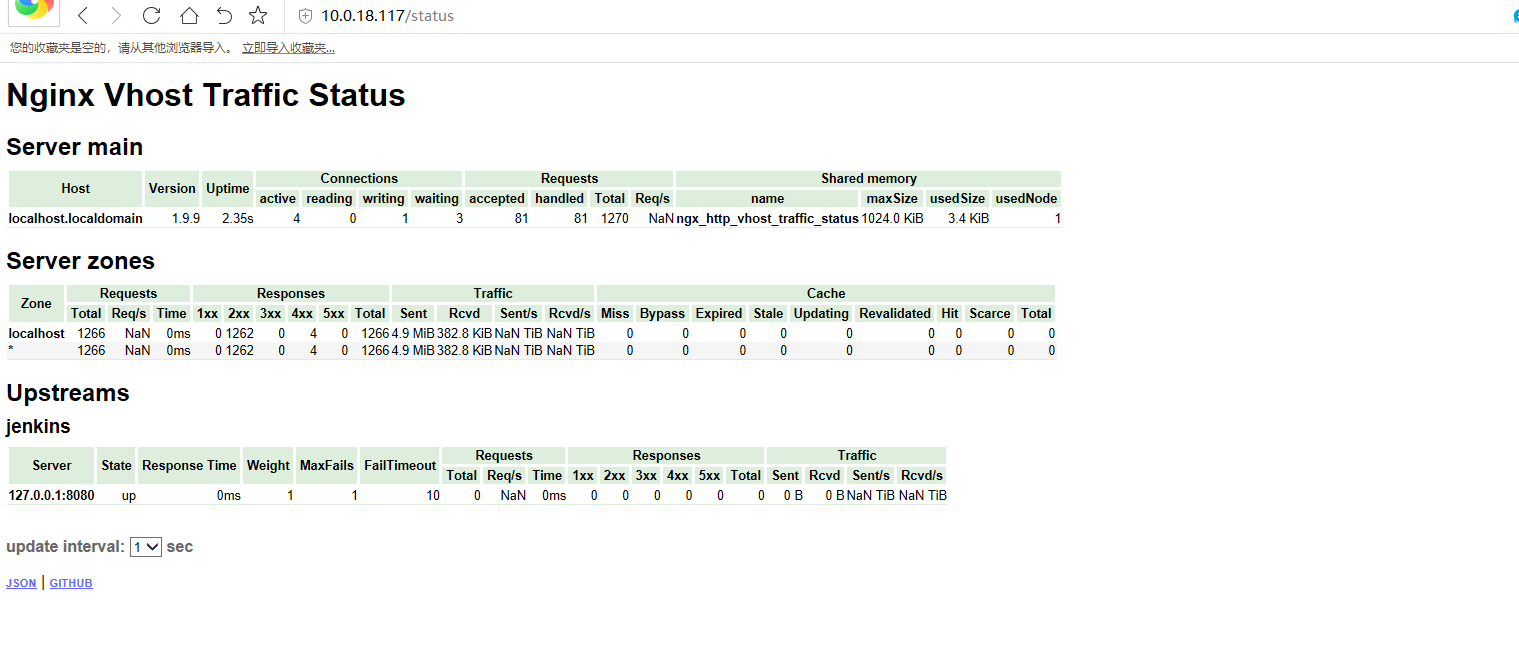 10.0.18.117/status
您的收藏夹是空的，请从其他浏览器导入。 立即导入收藏夹...
Nginx Vhost Traffic Status
Server main
Host Version Uptime Connections Requests Shared memory
active reading writing waiting accepted handled Total Req/s name maxSize usedSize usedNode
localhost.localdomain 1.9.9 2.35s 4 0 1 3 81 81 1270 NaN ngx_http_vhost_traffic_status 1024.0 KiB 3.4 KiB 1
Server zones
Zone Requests Responses Traffic Cache
Total Req/s Time 1xx 2xx 3xx 4xx 5xx Total Sent Rcvd Sent/s Rcvd/s Miss Bypass Expired Stale Updating Revalidated Hit Scarce Total
localhost 1266 NaN 0ms 0 1262 0 4 0 1266 4.9 MiB 382.8 KiB NaN TiB NaN TiB 0 0 0 0 0 0 0 0 0
* 1266 NaN 0ms 0 1262 0 4 0 1266 4.9 MiB 382.8 KiB NaN TiB NaN TiB 0 0 0 0 0 0 0 0 0
Upstreams
jenkins
Server State Response Time Weight MaxFails FailTimeout Requests Responses Traffic
Total Req/s Time 1xx 2xx 3xx 4xx 5xx Total Sent Rcvd Sent/s Rcvd/s
127.0.0.1:8080 up 0ms 1 1 10 0 NaN 0ms 0 0 0 0 0 0 0 B 0 B NaN TiB NaN TiB
update interval: 1 sec
JSON | GITHUB